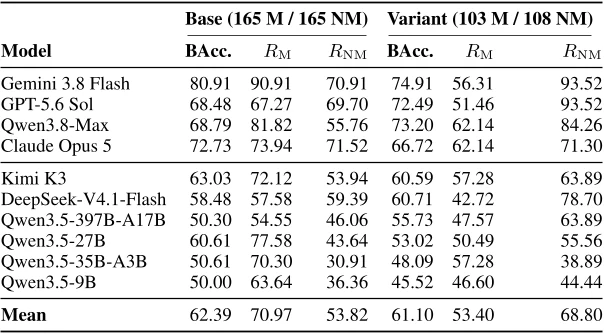 Base (165 M / 165 NM) Variant (103 M / 108 NM)
Model BAcc. R_M R_NM BAcc. R_M R_NM
Gemini 3.8 Flash 80.91 90.91 70.91 74.91 56.31 93.52
GPT-5.6 Sol 68.48 67.27 69.70 72.49 51.46 93.52
Qwen3.8-Max 68.79 81.82 55.76 73.20 62.14 84.26
Claude Opus 5 72.73 73.94 71.52 66.72 62.14 71.30
Kimi K3 63.03 72.12 53.94 60.59 57.28 63.89
DeepSeek-V4.1-Flash 58.48 57.58 59.39 60.71 42.72 78.70
Qwen3.5-397B-A17B 50.30 54.55 46.06 55.73 47.57 63.89
Qwen3.5-27B 60.61 77.58 43.64 53.02 50.49 55.56
Qwen3.5-35B-A3B 50.61 70.30 30.91 48.09 57.28 38.89
Qwen3.5-9B 50.00 63.64 36.36 45.52 46.60 44.44
Mean 62.39 70.97 53.82 61.10 53.40 68.80